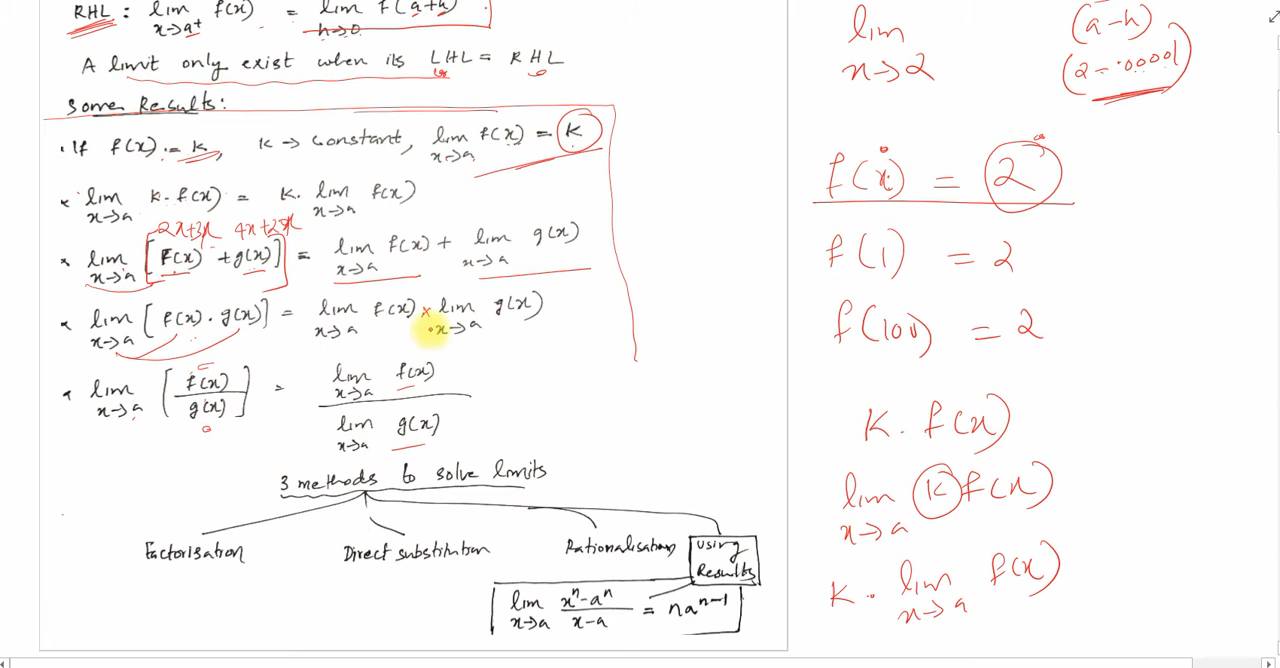 RHL : lim x→a⁺ f(x) = lim h→0 f(a+h)
A limit only exist when its LHL = RHL
Some Results:
. If f(x) = K, K → Constant, lim x→a f(x) = K
* lim x→a K. f(x) = K. lim x→a f(x)
2x+3x 4x+2x
* lim x→a [f(x) + g(x)] = lim x→a f(x) + lim x→a g(x)
* lim x→a [f(x) . g(x)] = lim x→a f(x) × lim x→a g(x)
* lim x→a [f(x)/g(x)] = lim x→a f(x) / lim x→a g(x)
3 methods to solve limits
Factorisation Direct substitution Rationalisation Using Results
lim x→a xⁿ-aⁿ / x-a = naⁿ⁻¹
lim x→2 (a-h)
(2-.00001)
f(x) = 2
f(1) = 2
f(100) = 2
K. f(x)
lim x→a K f(x)
K. lim x→a f(x)